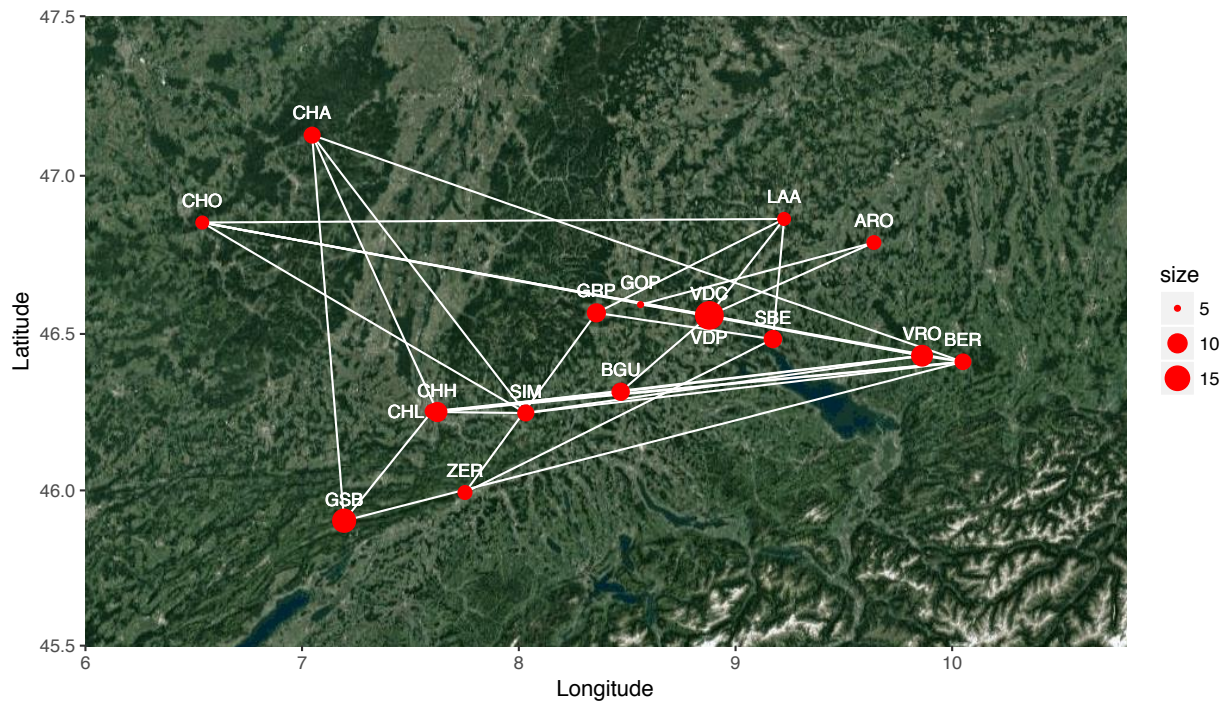 47.5
CHA
47.0
CHO
LAA
ARO
size
GRP
GOP
VDC
5
46.5
SBE
VDP
VRO
BER
10
Latitude
BGU
15
CHH
SIM
CHL
ZER
46.0
GSB
45.5
6
7
8
9
10
Longitude